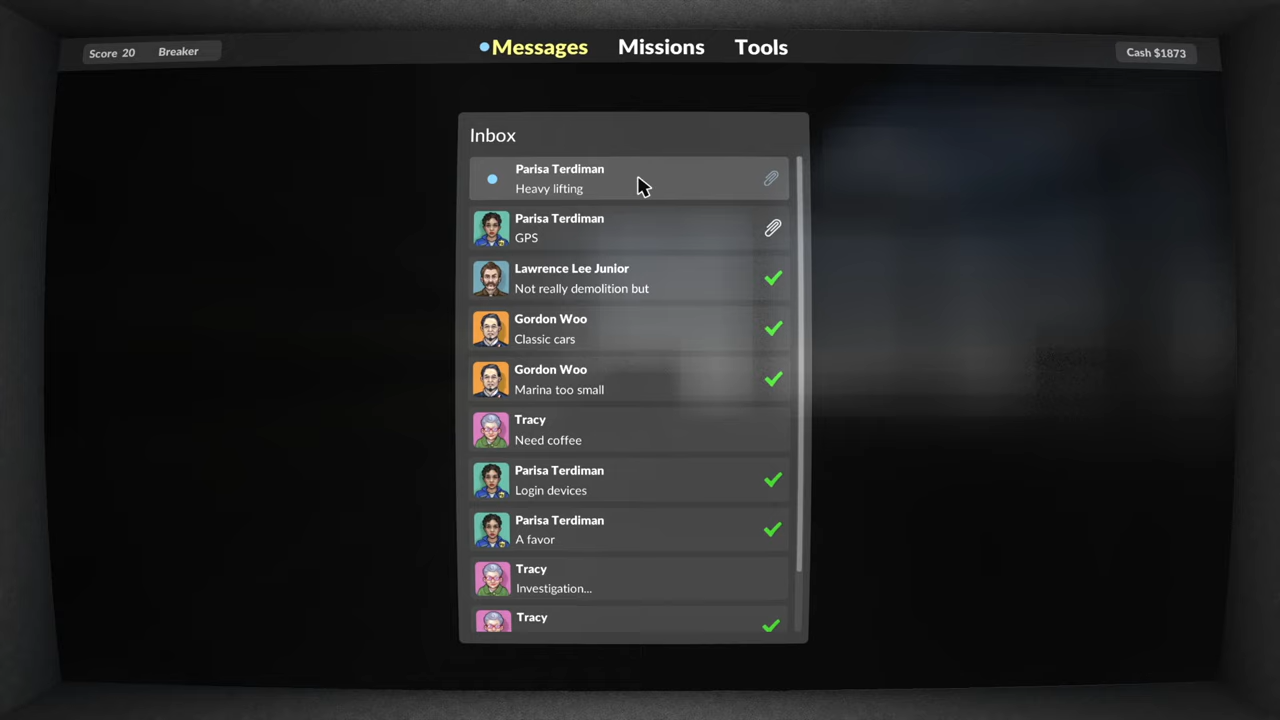 Score 20 Breaker Messages Missions Tools Cash $1873
Inbox
Parisa Terdiman
Heavy lifting
Parisa Terdiman
GPS
Lawrence Lee Junior
Not really demolition but
Gordon Woo
Classic cars
Gordon Woo
Marina too small
Tracy
Need coffee
Parisa Terdiman
Login devices
Parisa Terdiman
A favor
Tracy
Investigation...
Tracy